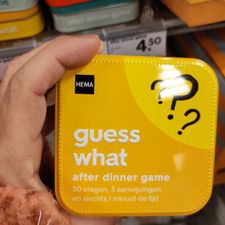 4.50
HEMA
??
guess
what
after dinner game
50 vragen, 5 aanwijzingen
en slechts 1 minuut de tijd